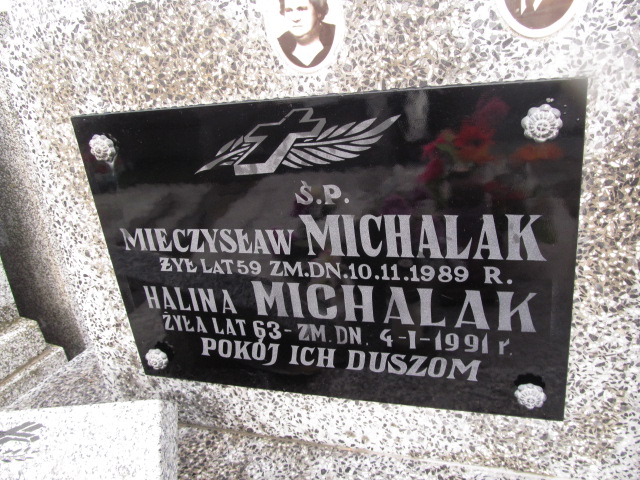 Ś.P.
MIECZYSŁAW MICHALAK
ŻYŁ LAT 59 ZM.DN.10.11.1989 R.
HALINA MICHALAK
ŻYŁA LAT 63- ZM. DN. 4-I-1991 r.
POKÓJ ICH DUSZOM